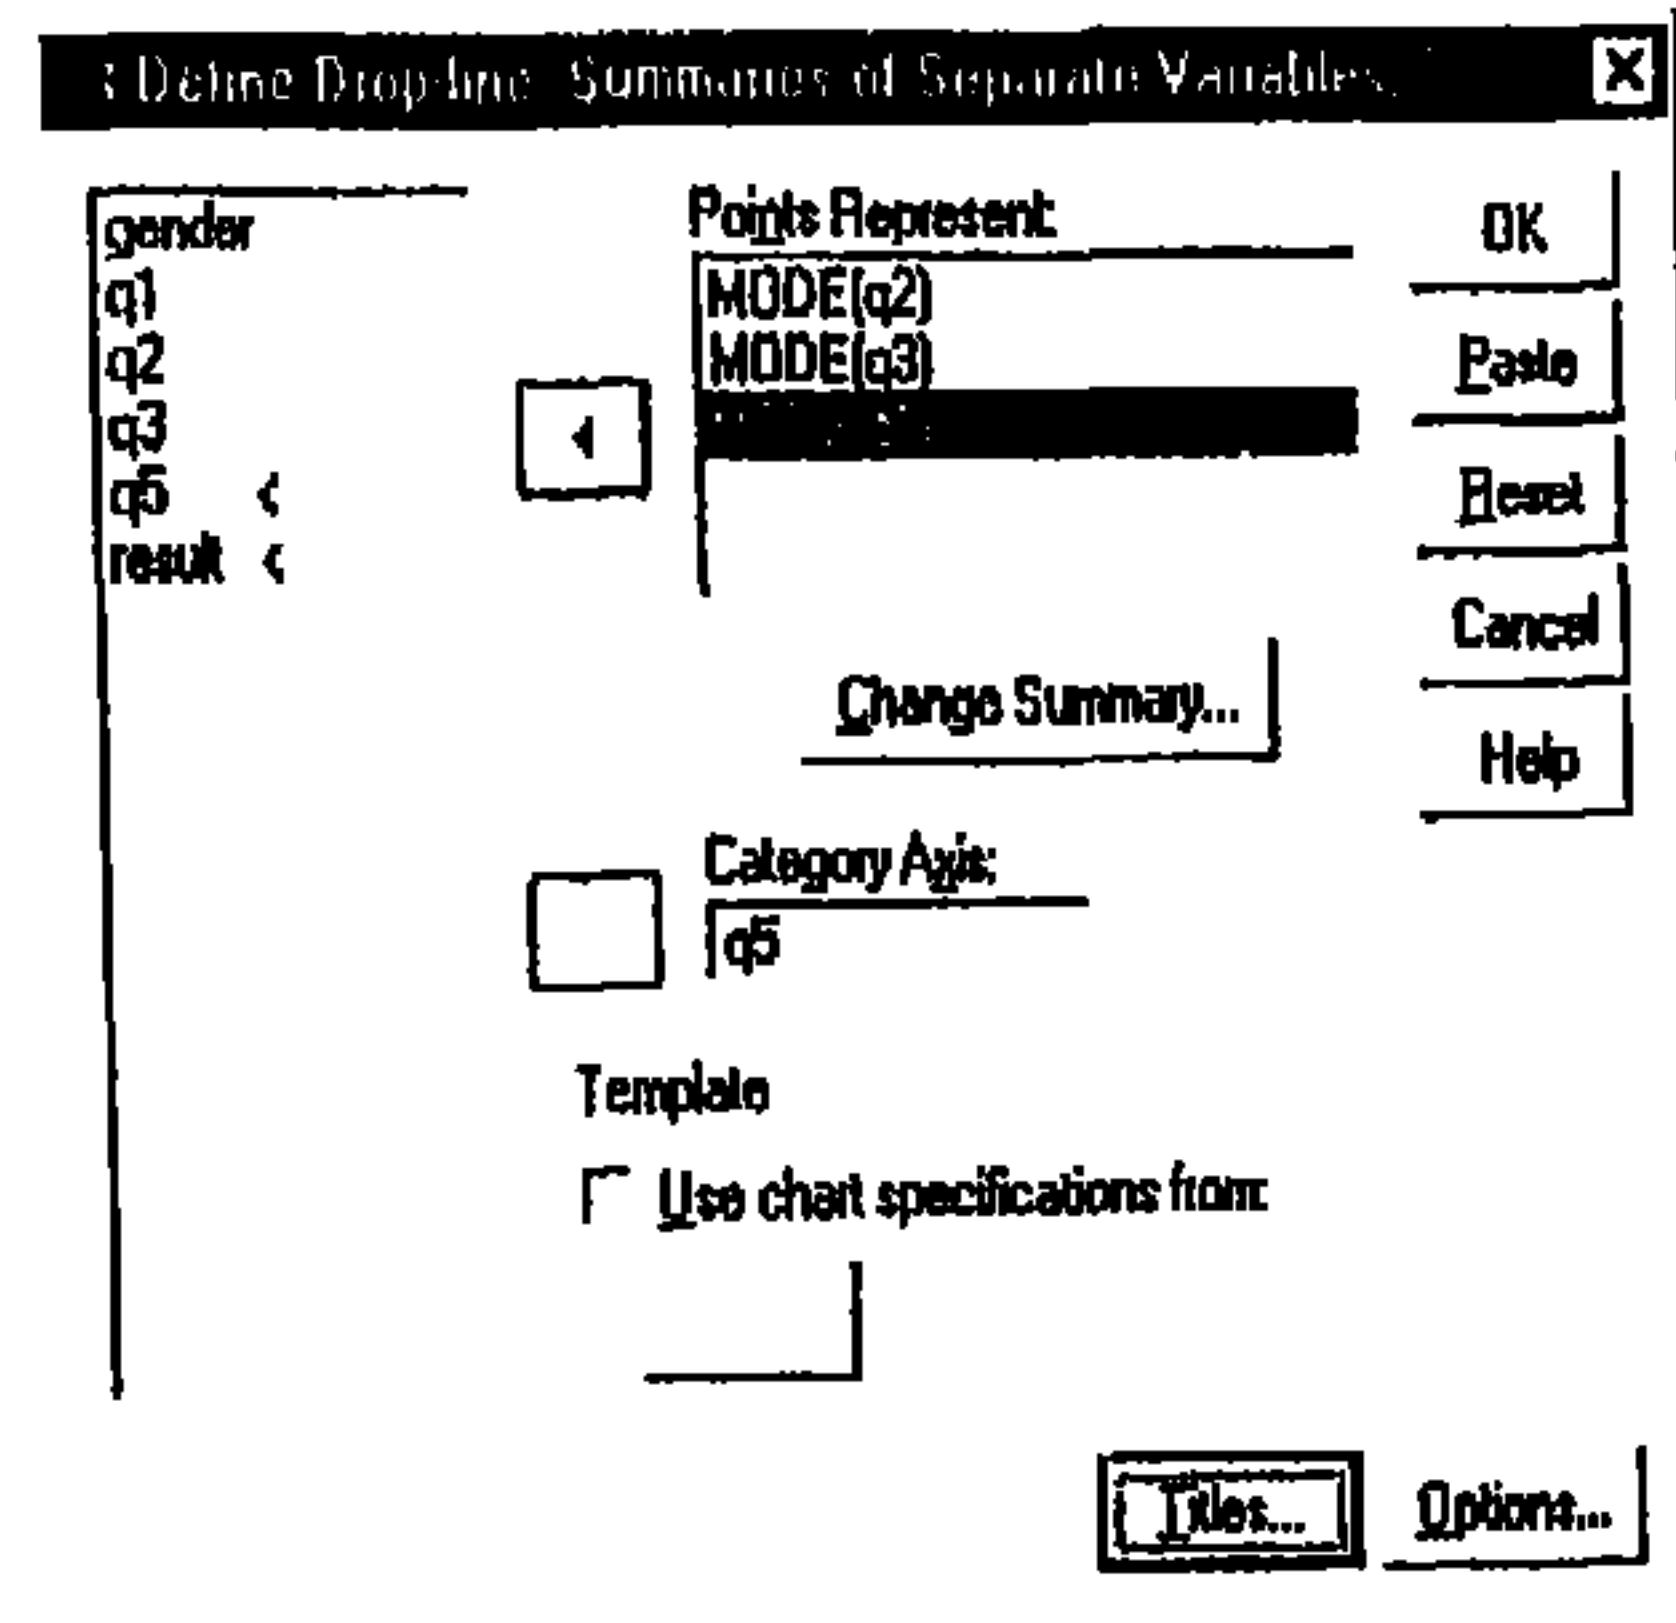 Define Drop-line: Summaries of Separate Variables
gender
q1
q2
q3
q5 <
result <
Points Represent:
MODE(q2)
MODE(q3)
Change Summary...
Category Axis:
q5
Template
Use chart specifications from:
OK
Paste
Reset
Cancel
Help
Titles...
Options...